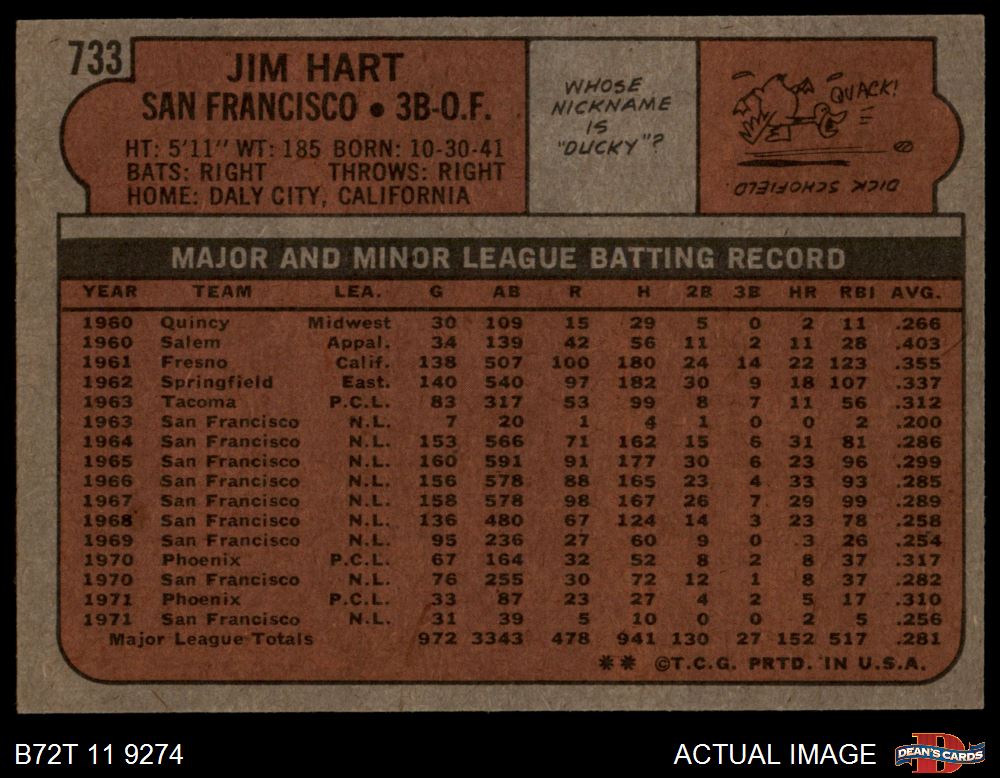 733
JIM HART
SAN FRANCISCO • 3B-O.F.
HT: 5'11" WT: 185 BORN: 10-30-41
BATS: RIGHT THROWS: RIGHT
HOME: DALY CITY, CALIFORNIA
WHOSE
NICKNAME
IS
"DUCKY"?
QUACK!
DICK SCHOFIELD.
MAJOR AND MINOR LEAGUE BATTING RECORD
YEAR TEAM LEA. G AB R H 2B 3B HR RBI AVG.
1960 Quincy Midwest 30 109 15 29 5 0 2 11 .266
1960 Salem Appal. 34 139 42 56 11 2 11 28 .403
1961 Fresno Calif. 138 507 100 180 24 14 22 123 .355
1962 Springfield East. 140 540 97 182 30 9 18 107 .337
1963 Tacoma P.C.L. 83 317 53 99 8 7 11 56 .312
1963 San Francisco N.L. 7 20 1 4 1 0 0 2 .200
1964 San Francisco N.L. 153 566 71 162 15 6 31 81 .286
1965 San Francisco N.L. 160 591 91 177 30 6 23 96 .299
1966 San Francisco N.L. 156 578 88 165 23 4 33 93 .285
1967 San Francisco N.L. 158 578 98 167 26 7 29 99 .289
1968 San Francisco N.L. 136 480 67 124 14 3 23 78 .258
1969 San Francisco N.L. 95 236 27 60 9 0 3 26 .254
1970 Phoenix P.C.L. 67 164 32 52 8 2 8 37 .317
1970 San Francisco N.L. 76 255 30 72 12 1 8 37 .282
1971 Phoenix P.C.L. 33 87 23 27 4 2 5 17 .310
1971 San Francisco N.L. 31 39 5 10 0 0 2 5 .256
Major League Totals 972 3343 478 941 130 27 152 517 .281
** ©T.C.G. PRTD. IN U.S.A.
B72T 11 9274
ACTUAL IMAGE
DEAN'S CARDS